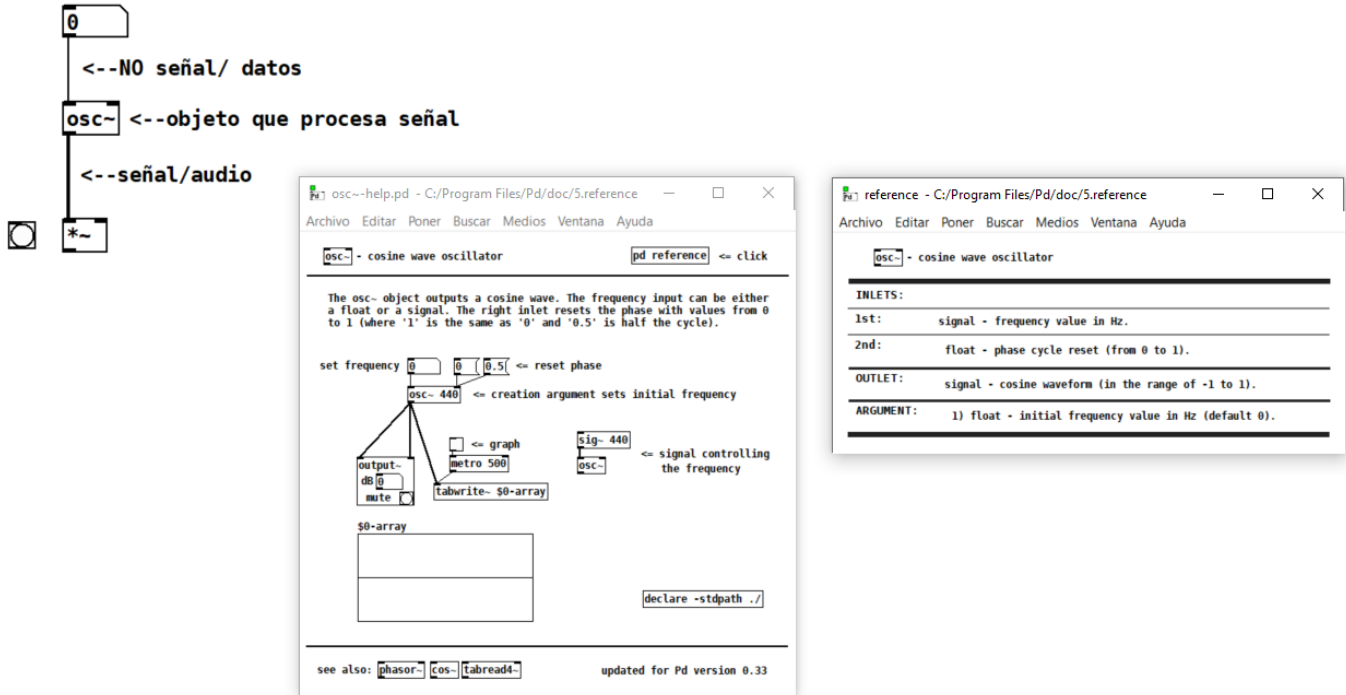 0
<--NO señal/ datos
osc~ <--objeto que procesa señal
<--señal/audio
*~
osc~-help.pd - C:/Program Files/Pd/doc/5.reference
Archivo Editar Poner Buscar Medios Ventana Ayuda
osc~ - cosine wave oscillator
pd reference <= click
The osc~ object outputs a cosine wave. The frequency input can be either
a float or a signal. The right inlet resets the phase with values from 0
to 1 (where '1' is the same as '0' and '0.5' is half the cycle).
set frequency 0 0 0.5 <= reset phase
osc~ 440 <= creation argument sets initial frequency
<= graph
metro 500
output~
dB 0
mute
tabwrite~ $0-array
sig~ 440
osc~
<= signal controlling
the frequency
$0-array
declare -stdpath ./
see also: phasor~ cos~ tabread4~
updated for Pd version 0.33
reference - C:/Program Files/Pd/doc/5.reference
Archivo Editar Poner Buscar Medios Ventana Ayuda
osc~ - cosine wave oscillator
INLETS:
1st: signal - frequency value in Hz.
2nd: float - phase cycle reset (from 0 to 1).
OUTLET: signal - cosine waveform (in the range of -1 to 1).
ARGUMENT: 1) float - initial frequency value in Hz (default 0).